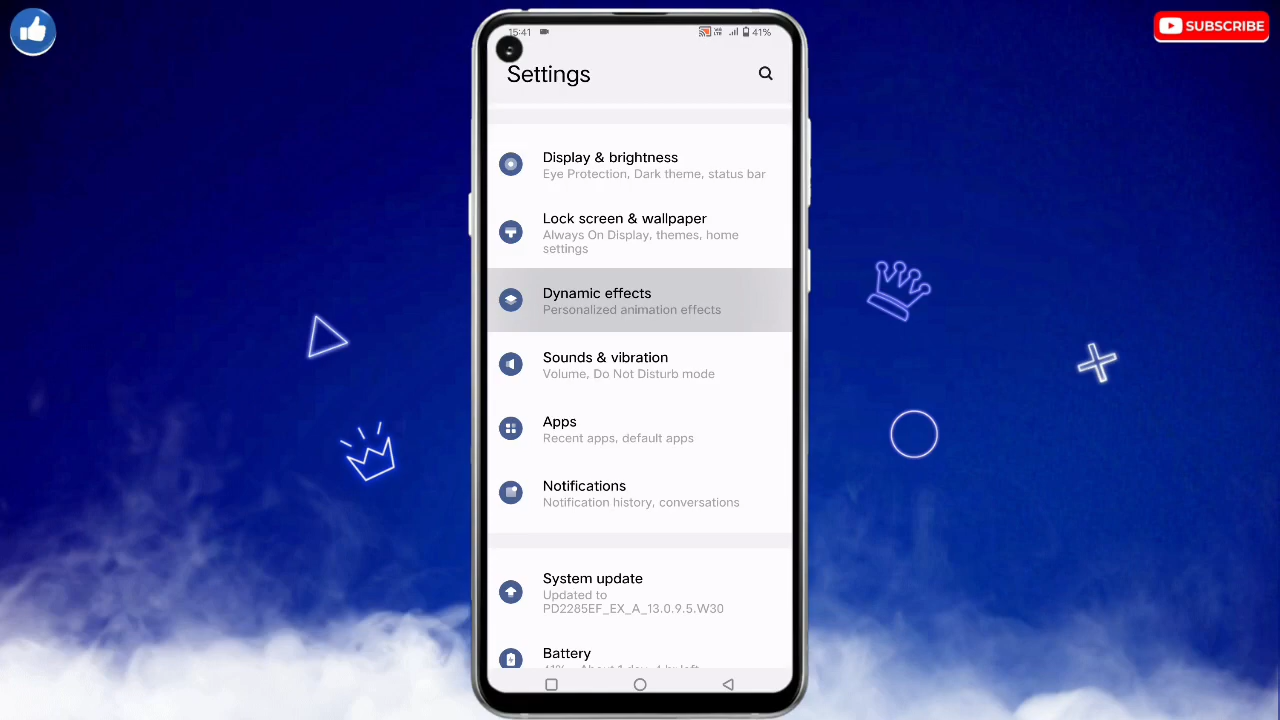 SUBSCRIBE
15:41
41%
Settings
Display & brightness
Eye Protection, Dark theme, status bar
Lock screen & wallpaper
Always On Display, themes, home
settings
Dynamic effects
Personalized animation effects
Sounds & vibration
Volume, Do Not Disturb mode
Apps
Recent apps, default apps
Notifications
Notification history, conversations
System update
Updated to
PD2285EF_EX_A_13.0.9.5.W30
Battery